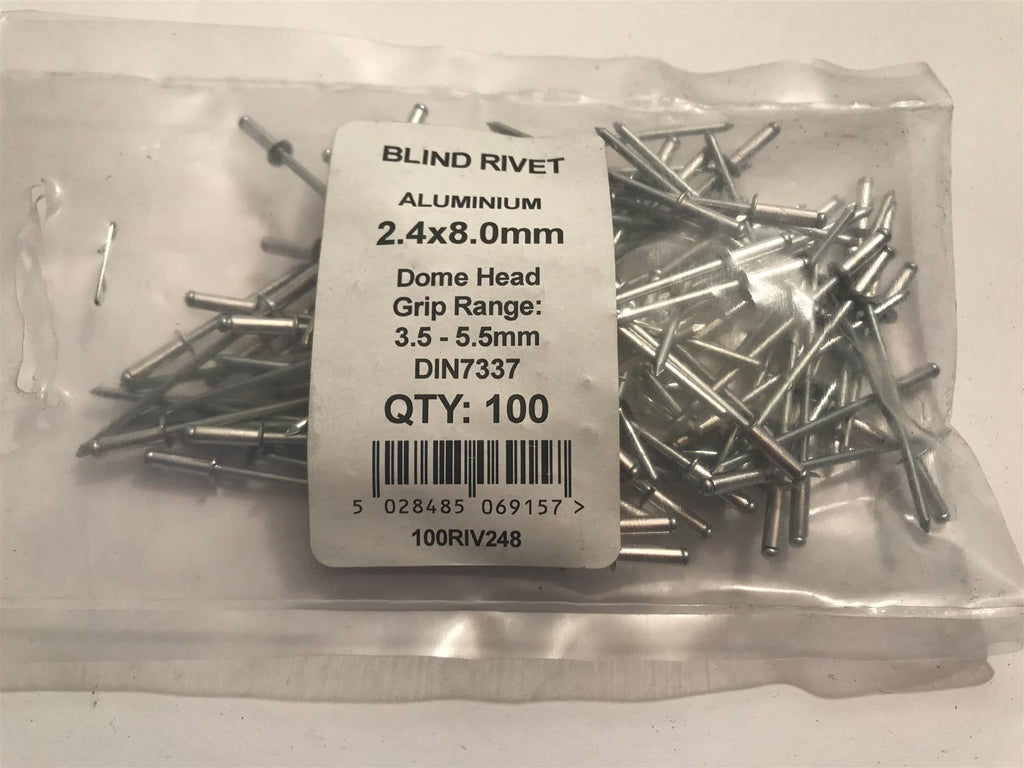 BLIND RIVET
ALUMINIUM
2.4x8.0mm
Dome Head
Grip Range:
3.5 - 5.5mm
DIN7337
QTY: 100
5 028485 069157 >
100RIV248